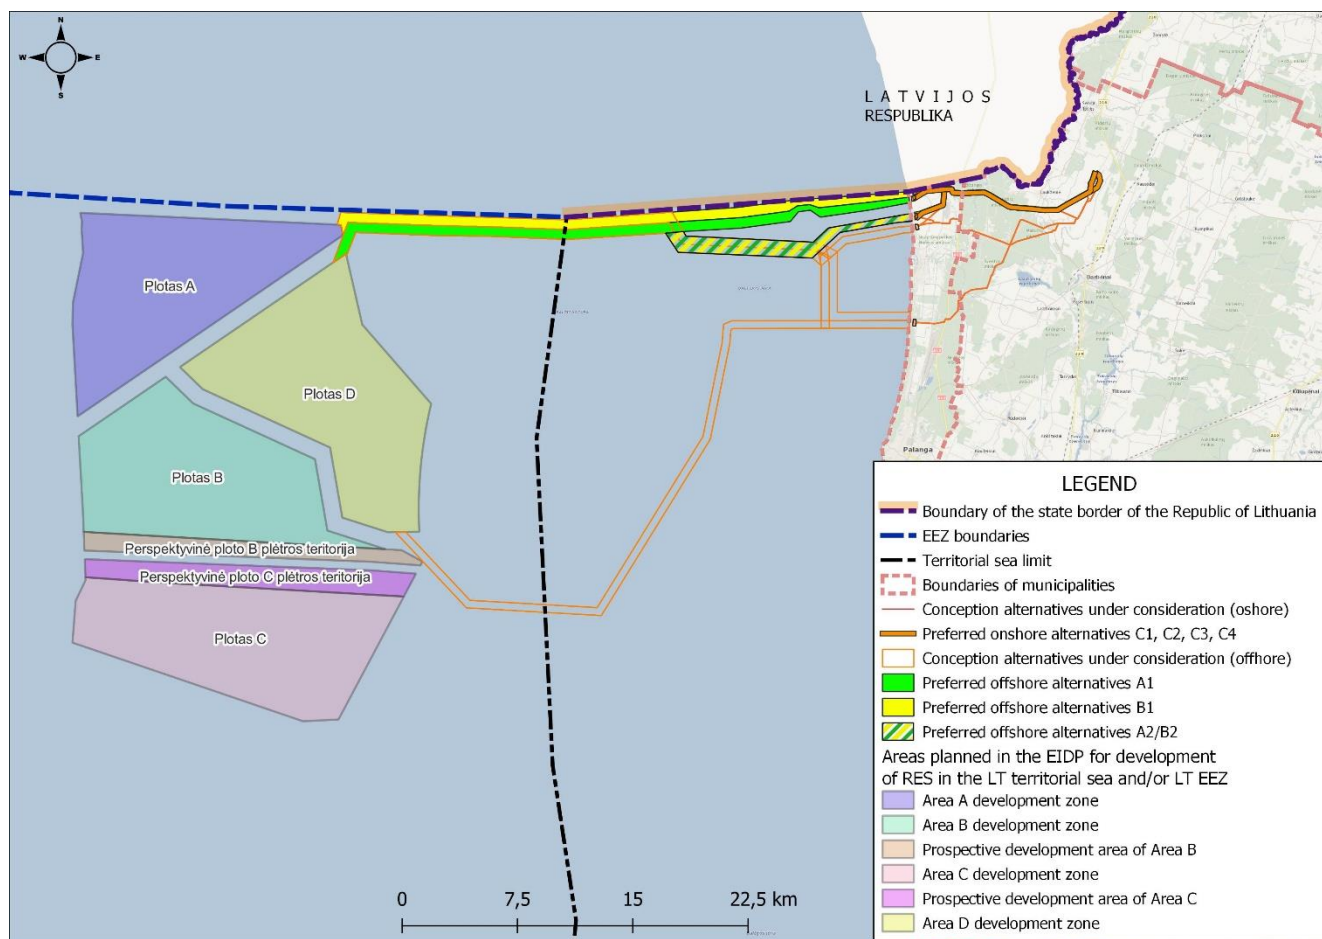 N
W
E
S
L A T V I J O S
RESPUBLIKA
Plotas A
Plotas D
Plotas B
Perspektyvinė ploto B plėtros teritorija
Perspektyvinė ploto C plėtros teritorija
Plotas C
Palanga
LEGEND
Boundary of the state border of the Republic of Lithuania
EEZ boundaries
Territorial sea limit
Boundaries of municipalities
Conception alternatives under consideration (oshore)
Preferred onshore alternatives C1, C2, C3, C4
Conception alternatives under consideration (offhore)
Preferred offshore alternatives A1
Preferred offshore alternatives B1
Preferred offshore alternatives A2/B2
Areas planned in the EIDP for development
of RES in the LT territorial sea and/or LT EEZ
Area A development zone
Area B development zone
Prospective development area of Area B
Area C development zone
Prospective development area of Area C
Area D development zone
0 7,5 15 22,5 km